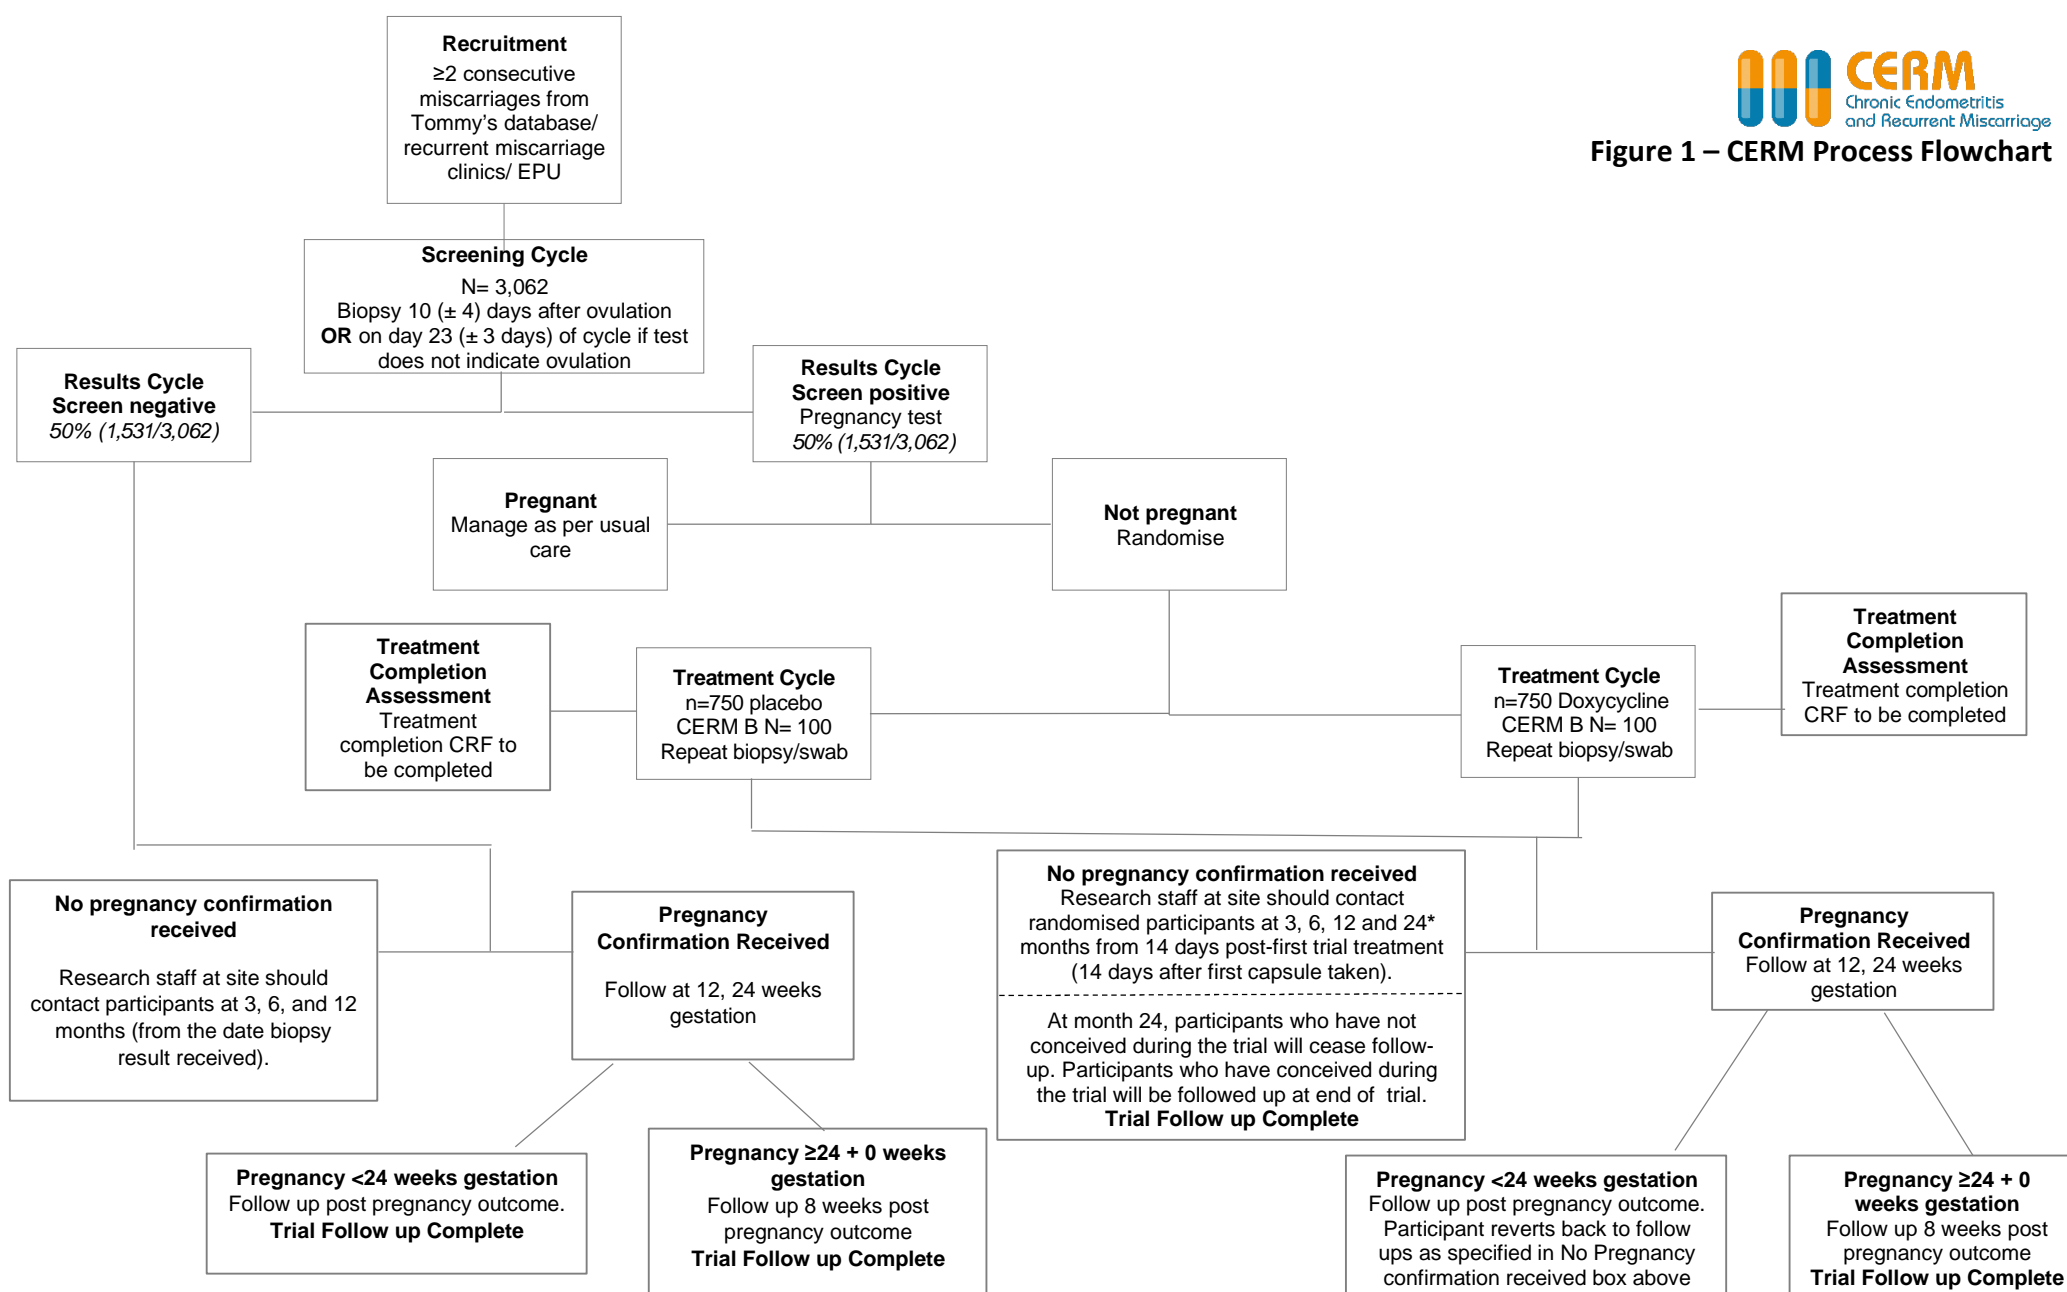 Recruitment
≥2 consecutive
miscarriages from
Tommy's database/
recurrent miscarriage
clinics/ EPU
CERM
Chronic Endometritis
and Recurrent Miscarriage
Figure 1 – CERM Process Flowchart
Screening Cycle
N= 3,062
Biopsy 10 (± 4) days after ovulation
OR on day 23 (± 3 days) of cycle if test
does not indicate ovulation
Results Cycle
Screen negative
50% (1,531/3,062)
Results Cycle
Screen positive
Pregnancy test
50% (1,531/3,062)
Pregnant
Manage as per usual
care
Not pregnant
Randomise
Treatment
Completion
Assessment
Treatment
completion CRF to
be completed
Treatment Cycle
n=750 placebo
CERM B N= 100
Repeat biopsy/swab
Treatment Cycle
n=750 Doxycycline
CERM B N= 100
Repeat biopsy/swab
Treatment
Completion
Assessment
Treatment completion
CRF to be completed
No pregnancy confirmation
received
Research staff at site should
contact participants at 3, 6, and 12
months (from the date biopsy
result received).
Pregnancy
Confirmation Received
Follow at 12, 24 weeks
gestation
No pregnancy confirmation received
Research staff at site should contact
randomised participants at 3, 6, 12 and 24*
months from 14 days post-first trial treatment
(14 days after first capsule taken).
At month 24, participants who have not
conceived during the trial will cease follow-
up. Participants who have conceived during
the trial will be followed up at end of trial.
Trial Follow up Complete
Pregnancy
Confirmation Received
Follow at 12, 24 weeks
gestation
Pregnancy <24 weeks gestation
Follow up post pregnancy outcome.
Trial Follow up Complete
Pregnancy ≥24 + 0 weeks
gestation
Follow up 8 weeks post
pregnancy outcome
Trial Follow up Complete
Pregnancy <24 weeks gestation
Follow up post pregnancy outcome.
Participant reverts back to follow
ups as specified in No Pregnancy
confirmation received box above
Pregnancy ≥24 + 0
weeks gestation
Follow up 8 weeks post
pregnancy outcome
Trial Follow up Complete